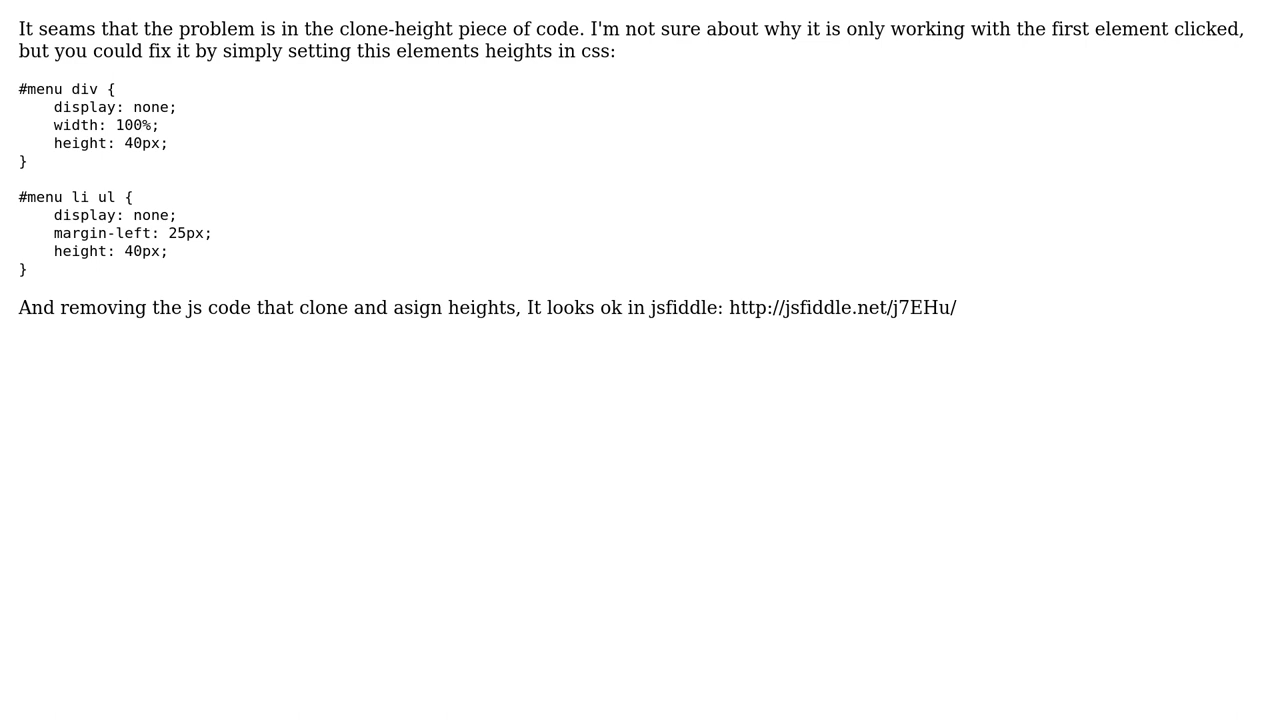 It seams that the problem is in the clone-height piece of code. I'm not sure about why it is only working with the first element clicked,
but you could fix it by simply setting this elements heights in css:
#menu div {
    display: none;
    width: 100%;
    height: 40px;
}
#menu li ul {
    display: none;
    margin-left: 25px;
    height: 40px;
}
And removing the js code that clone and asign heights, It looks ok in jsfiddle: http://jsfiddle.net/j7EHu/